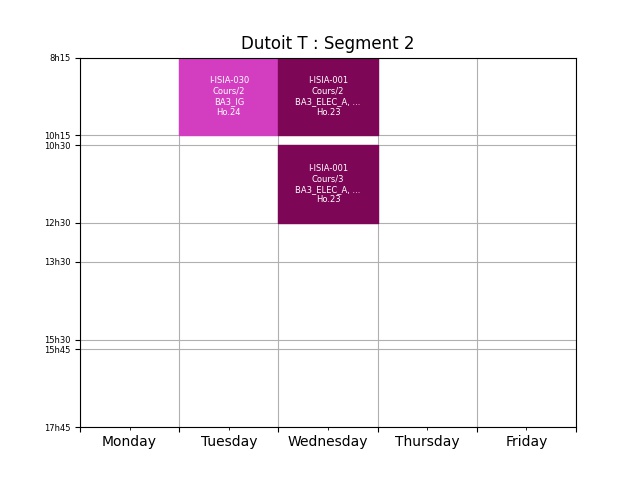 Dutoit T : Segment 2
8h15
I-ISIA-030
Cours/2
BA3_IG
Ho.24
I-ISIA-001
Cours/2
BA3_ELEC_A, ...
Ho.23
10h15
10h30
I-ISIA-001
Cours/3
BA3_ELEC_A, ...
Ho.23
12h30
13h30
15h30
15h45
17h45
Monday Tuesday Wednesday Thursday Friday